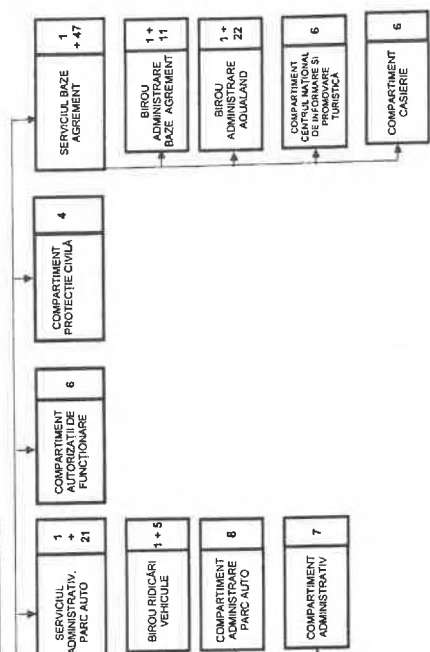 SERVICIUL
ADMINISTRATIV,
PARC AUTO
1
+
21
BIROU RIDICĂRI
VEHICULE
1 + 5
COMPARTIMENT
ADMINISTRARE
PARC AUTO
8
COMPARTIMENT
ADMINISTRATIV
7
COMPARTIMENT
AUTORIZAȚII DE
FUNCȚIONARE
6
COMPARTIMENT
PROTECȚIE CIVILĂ
4
SERVICIUL BAZE
AGREMENT
1
+ 47
BIROU
ADMINISTRARE
BAZE AGREMENT
1 +
11
BIROU
ADMINISTRARE
AQUALAND
1 +
22
COMPARTIMENT
CENTRUL NAȚIONAL
DE INFORMARE ȘI
PROMOVARE
TURISTICĂ
6
COMPARTIMENT
CASIERIE
6